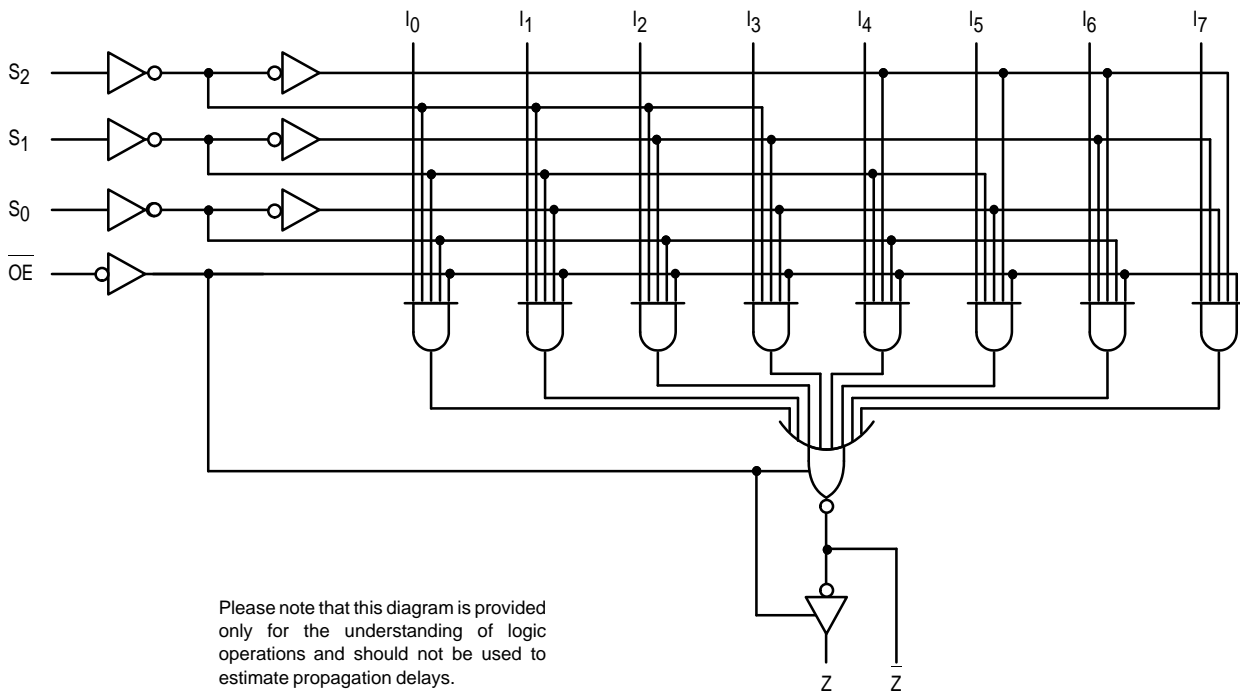 I0 I1 I2 I3 I4 I5 I6 I7
S2
S1
S0
O̅E̅
Please note that this diagram is provided
only for the understanding of logic
operations and should not be used to
estimate propagation delays.
Z Z̅